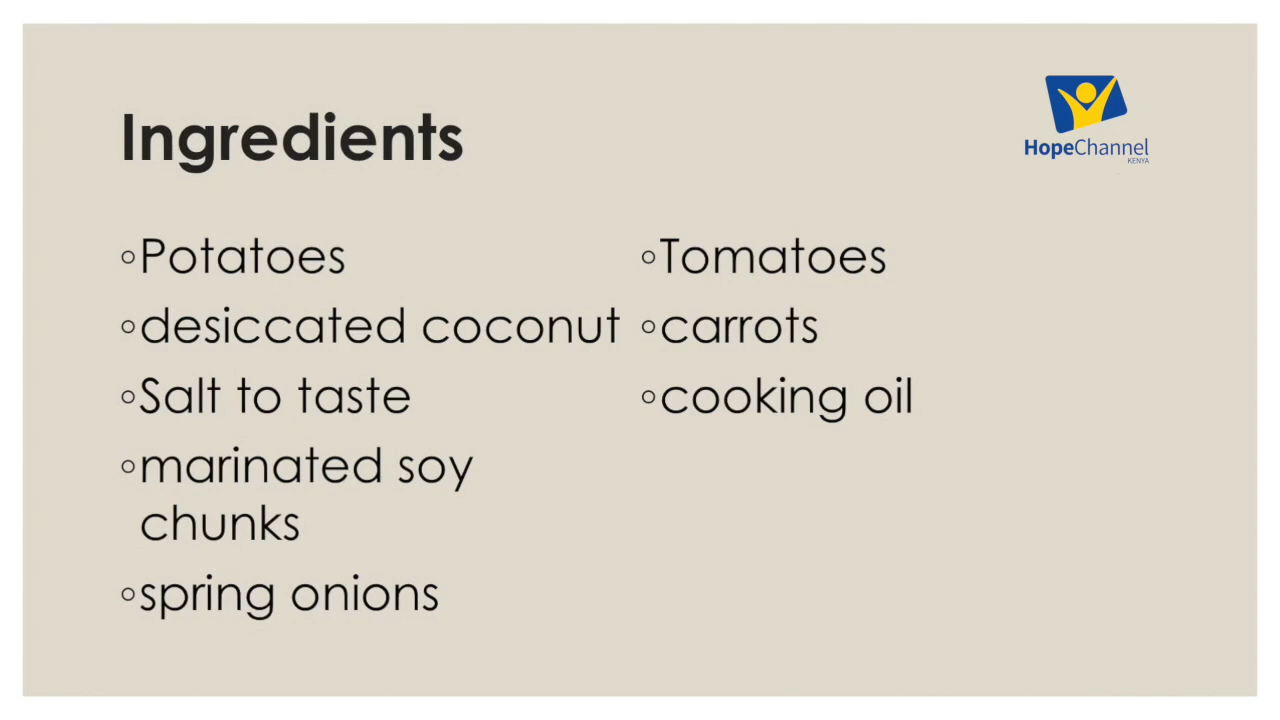 Ingredients
HopeChannel
KENYA
◦Potatoes
◦desiccated coconut
◦Salt to taste
◦marinated soy
chunks
◦spring onions
◦Tomatoes
◦carrots
◦cooking oil